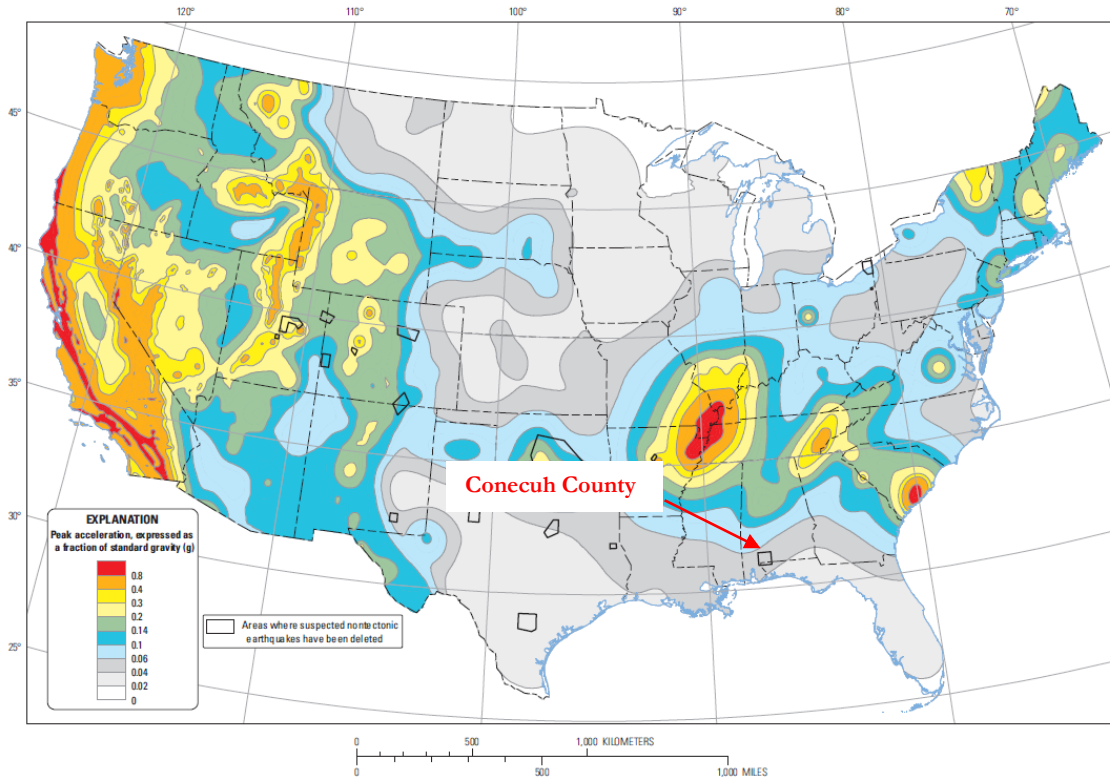 120°
110°
100°
90°
80°
70°
45°
40°
35°
30°
25°
Conecuh County
EXPLANATION
Peak acceleration, expressed as
a fraction of standard gravity (g)
0.8
0.4
0.3
0.2
0.14
0.1
0.06
0.04
0.02
0
Areas where suspected nontectonic
earthquakes have been deleted
0 500 1,000 KILOMETERS
0 500 1,000 MILES